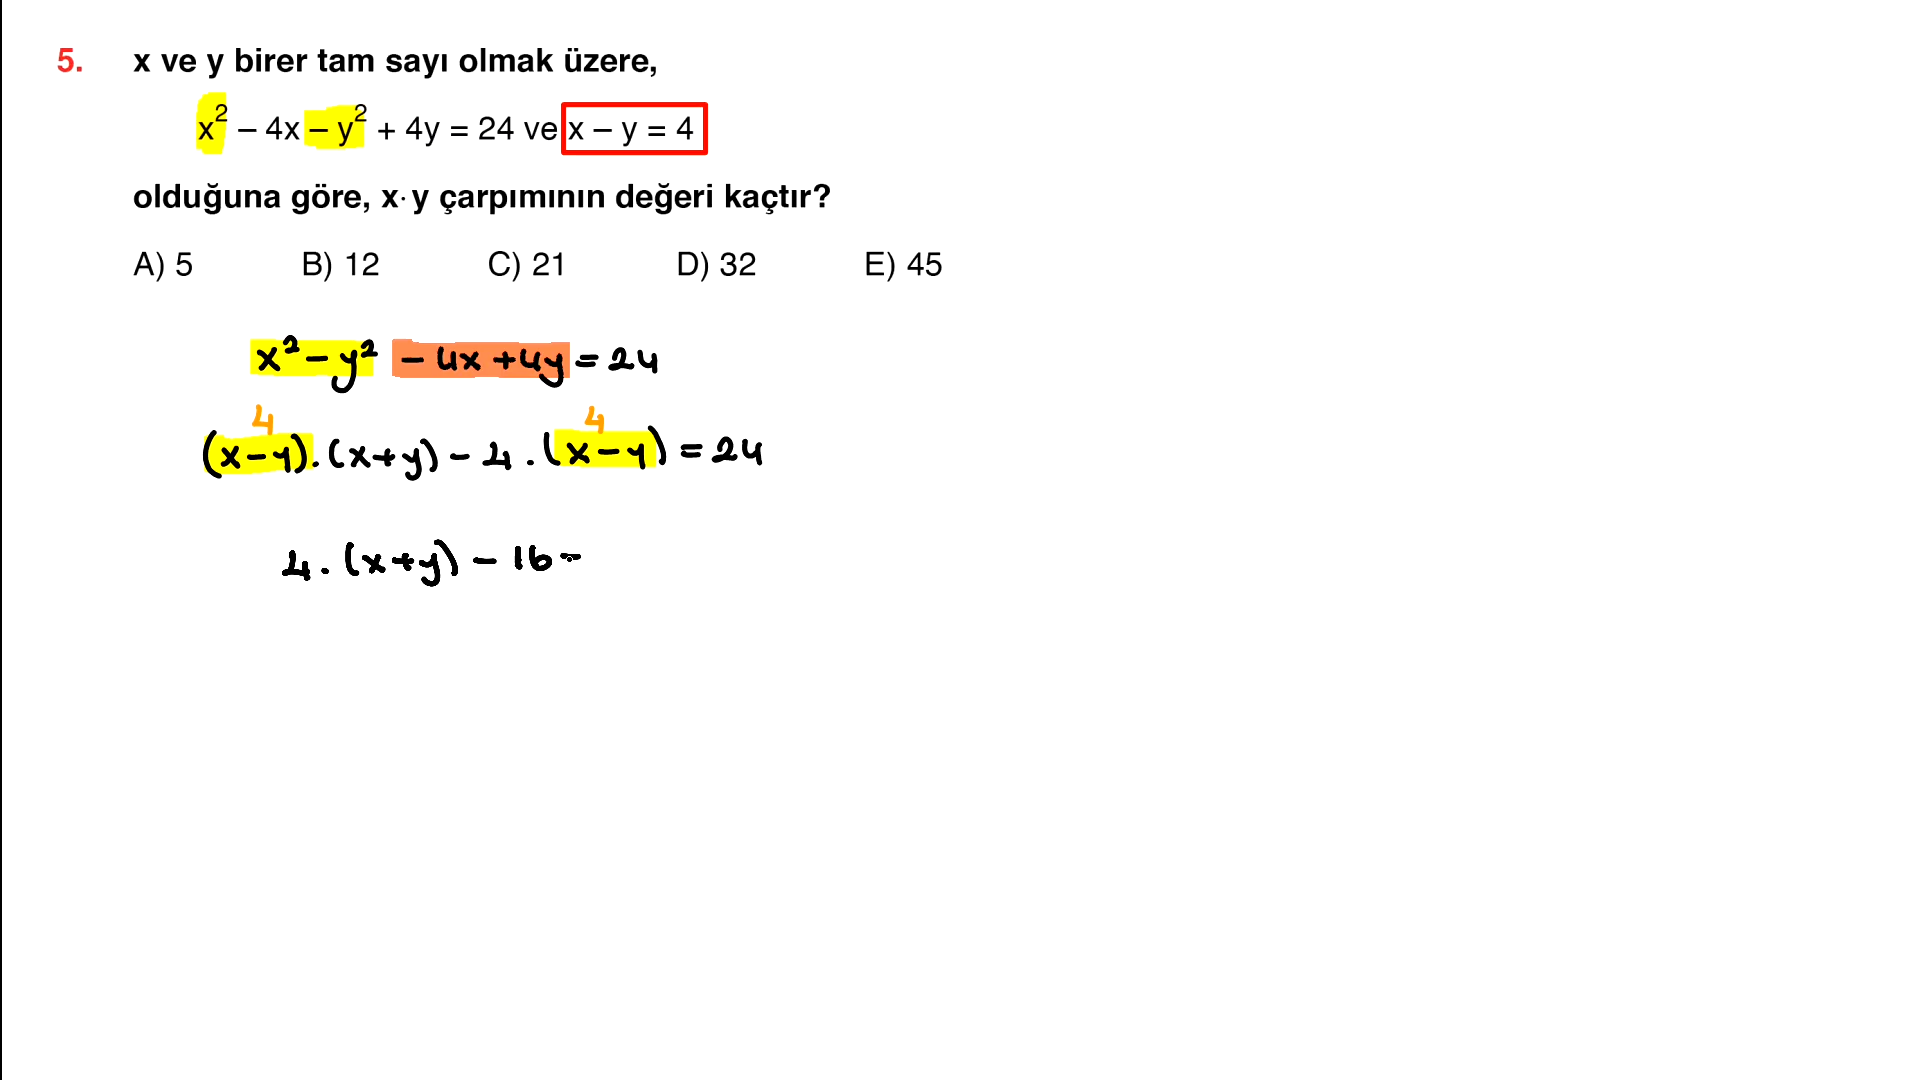 5. x ve y birer tam sayı olmak üzere,
x² – 4x – y² + 4y = 24 ve x – y = 4
olduğuna göre, x·y çarpımının değeri kaçtır?
A) 5 B) 12 C) 21 D) 32 E) 45
x² – y² – 4x + 4y = 24
4 4
(x–y).(x+y) – 4.(x–y) = 24
4.(x+y) – 16 =